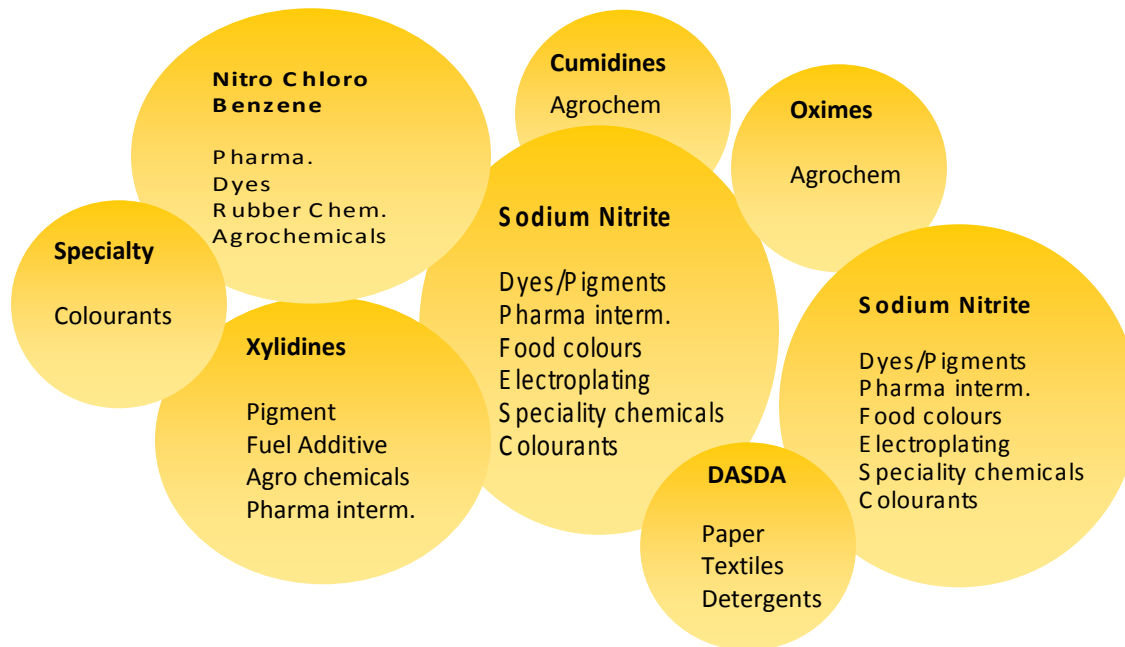 Nitro Chloro
Benzene
Pharma.
Dyes
Rubber Chem.
Agrochemicals
Cumidines
Agrochem
Oximes
Agrochem
Specialty
Colourants
Sodium Nitrite
Dyes/Pigments
Pharma interm.
Food colours
Electroplating
Speciality chemicals
Colourants
Sodium Nitrite
Dyes/Pigments
Pharma interm.
Food colours
Electroplating
Speciality chemicals
Colourants
Xylidines
Pigment
Fuel Additive
Agro chemicals
Pharma interm.
DASDA
Paper
Textiles
Detergents